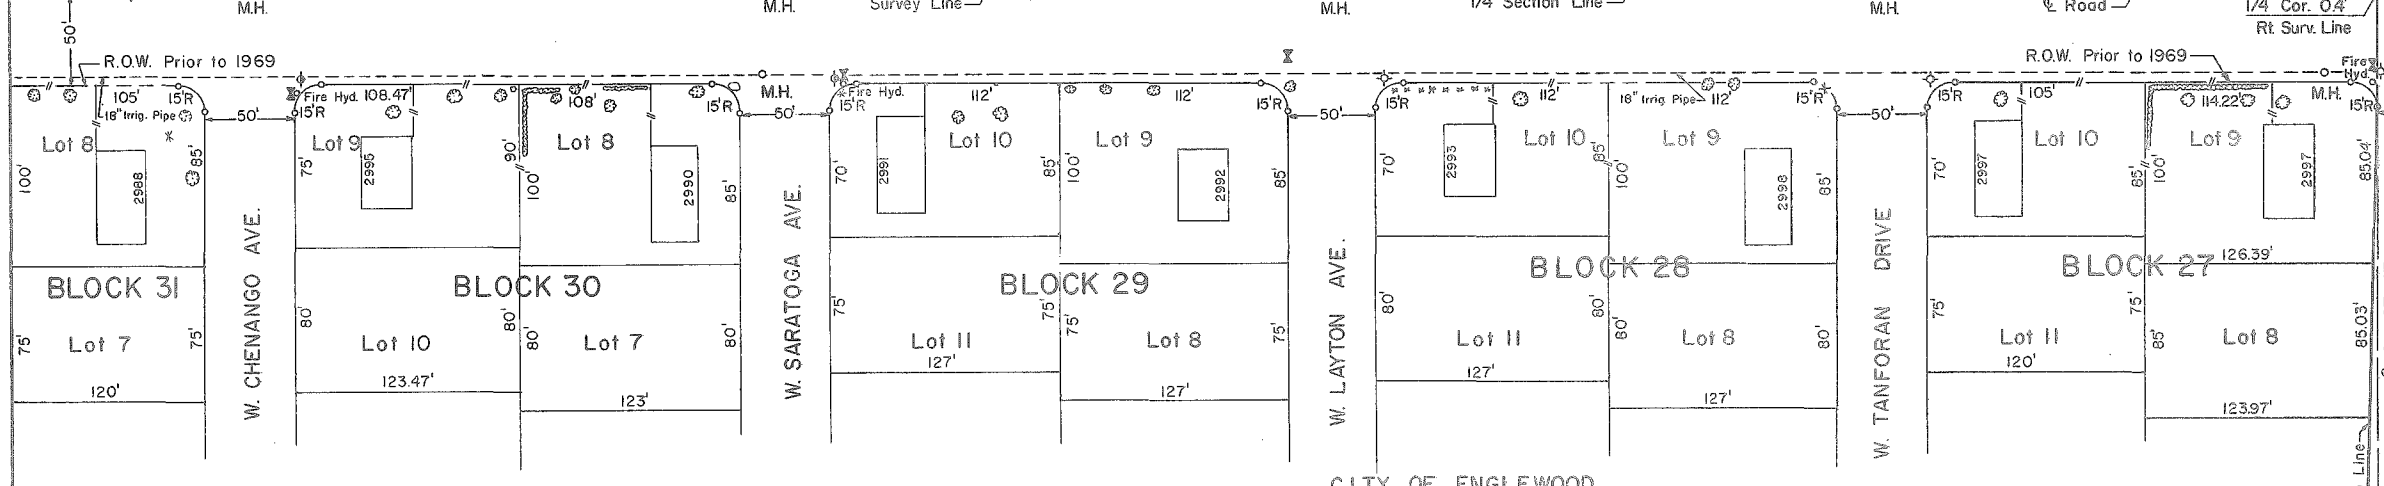 M.H.
M.H.
Survey Line
M.H.
1/4 Section Line
M.H.
℄ Road
1/4 Cor. 0.4'
Rt. Surv. Line
50'
R.O.W. Prior to 1969
R.O.W. Prior to 1969
Fire Hyd.
105'
15'R
18" Irrig. Pipe
Lot 8
100'
2988
85'
50'
BLOCK 31
75'
Lot 7
75'
120'
W. CHENANGO AVE.
Fire Hyd.
108.47'
15'R
Lot 9
75'
2995
90'
BLOCK 30
80'
Lot 10
80'
123.47'
108'
15'R
Lot 8
100'
2990
85'
80'
Lot 7
80'
123'
M.H.
50'
W. SARATOGA AVE.
Fire Hyd.
15'R
112'
70'
2991
Lot 10
85'
BLOCK 29
75'
Lot 11
75'
127'
112'
15'R
100'
Lot 9
2992
85'
75'
Lot 8
75'
127'
50'
W. LAYTON AVE.
15'R
112'
70'
2993
Lot 10
85'
BLOCK 28
80'
Lot 11
80'
127'
18" Irrig. Pipe
112'
15'R
100'
Lot 9
2998
85'
80'
Lot 8
80'
127'
50'
W. TANFORAN DRIVE
15'R
105'
70'
2997
Lot 10
85'
BLOCK 27
75'
Lot 11
75'
120'
114.22'
M.H.
15'R
100'
Lot 9
2997
85.04'
126.39'
85'
Lot 8
85.03'
123.97'
Line
CITY OF ENGLEWOOD